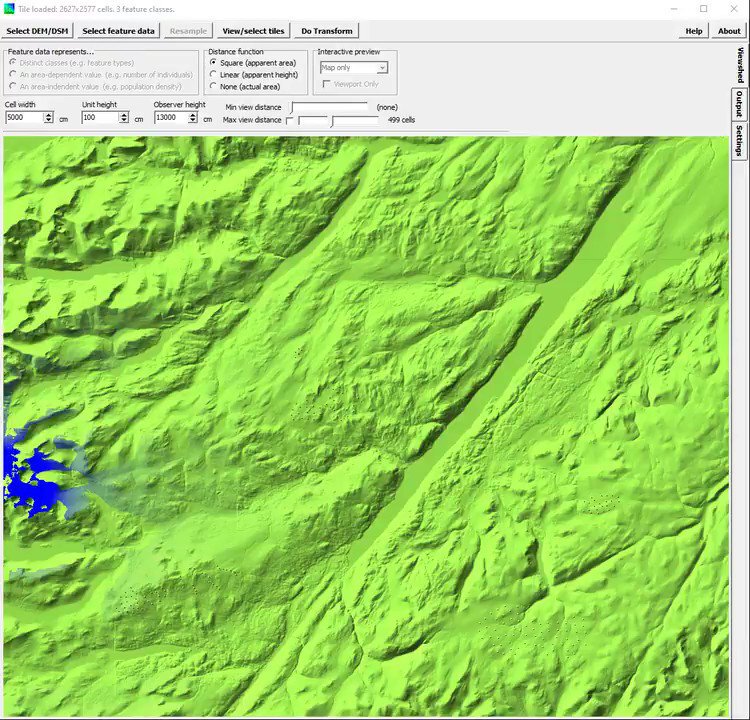 Tile loaded: 2627x2577 cells. 3 feature classes.
Select DEM/DSM Select feature data Resample View/select tiles Do Transform Help About
Feature data represents... Distance function Interactive preview
Distinct classes (e.g. feature types) Square (apparent area) Map only
An area-dependent value (e.g. number of individuals) Linear (apparent height) Viewport Only
An area-indendent value (e.g. population density) None (actual area)
Cell width Unit height Observer height Min view distance (none)
5000 cm 100 cm 13000 cm Max view distance 499 cells
Viewshed
Output
Settings